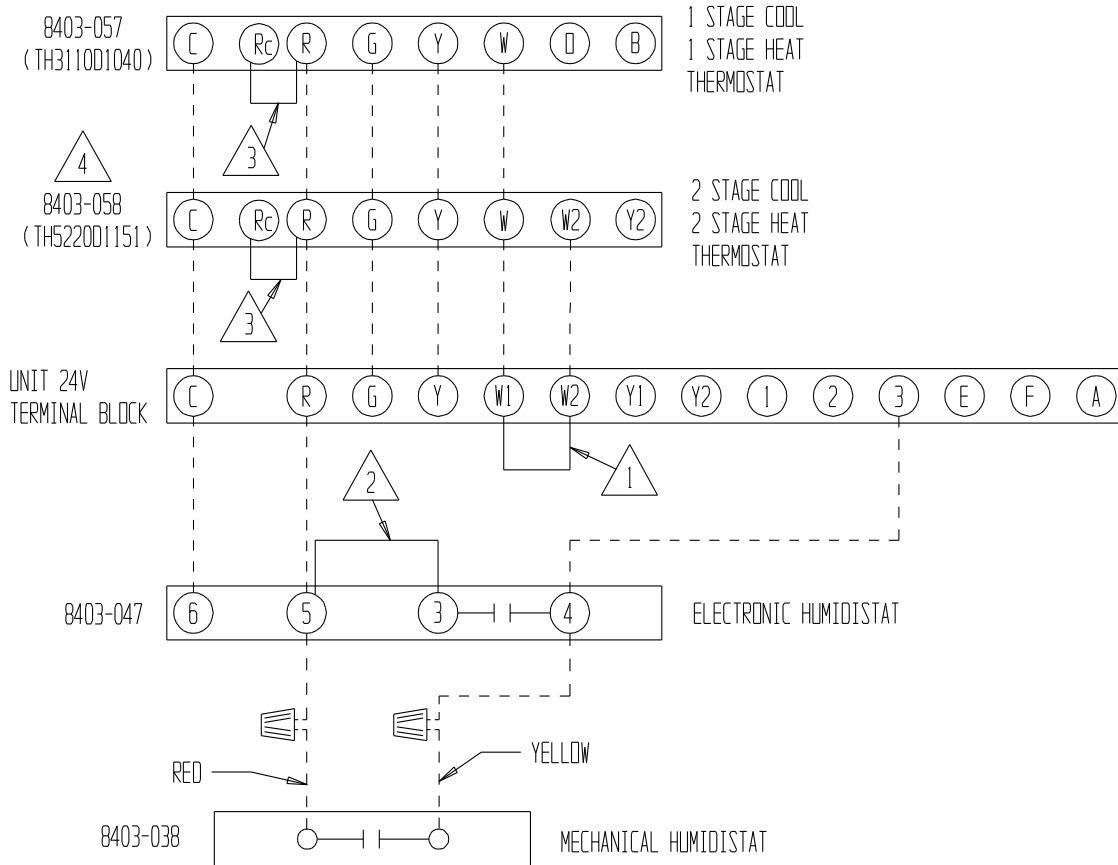 8403-057
(TH3110D1040)
C Rc R G Y W O B
1 STAGE COOL
1 STAGE HEAT
THERMOSTAT
3
4
8403-058
(TH5220D1151)
C Rc R G Y W W2 Y2
2 STAGE COOL
2 STAGE HEAT
THERMOSTAT
3
UNIT 24V
TERMINAL BLOCK
C R G Y W1 W2 Y1 Y2 1 2 3 E F A
2
1
8403-047
6 5 3 4
ELECTRONIC HUMIDISTAT
RED
YELLOW
8403-038
MECHANICAL HUMIDISTAT